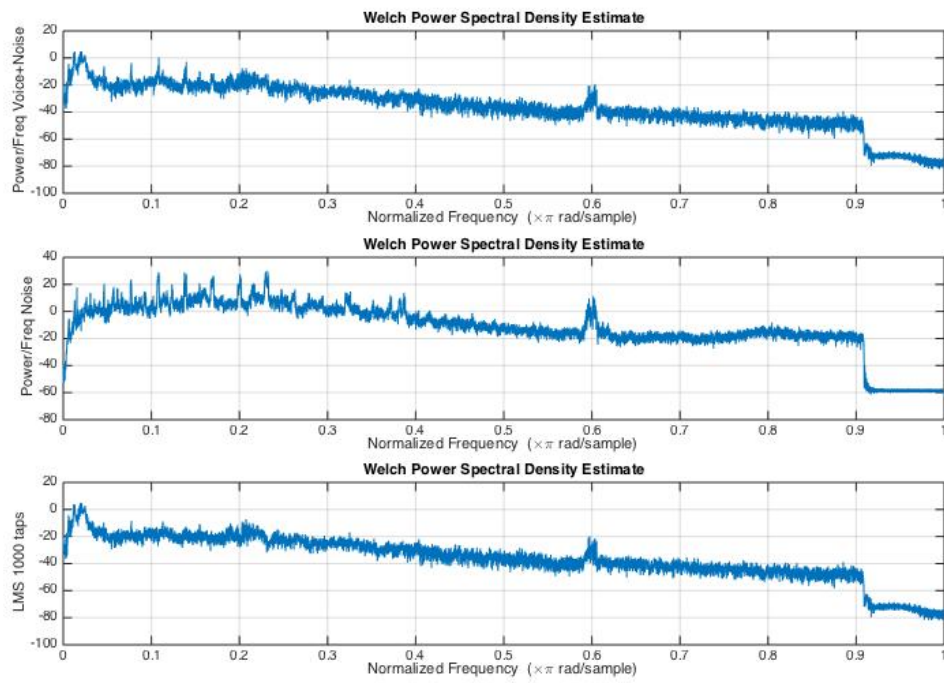 Welch Power Spectral Density Estimate
Power/Freq Voice+Noise
20
0
-20
-40
-60
-80
-100
0 0.1 0.2 0.3 0.4 0.5 0.6 0.7 0.8 0.9 1
Normalized Frequency (×π rad/sample)
Welch Power Spectral Density Estimate
Power/Freq Noise
40
20
0
-20
-40
-60
-80
0 0.1 0.2 0.3 0.4 0.5 0.6 0.7 0.8 0.9 1
Normalized Frequency (×π rad/sample)
Welch Power Spectral Density Estimate
LMS 1000 taps
20
0
-20
-40
-60
-80
-100
0 0.1 0.2 0.3 0.4 0.5 0.6 0.7 0.8 0.9 1
Normalized Frequency (×π rad/sample)